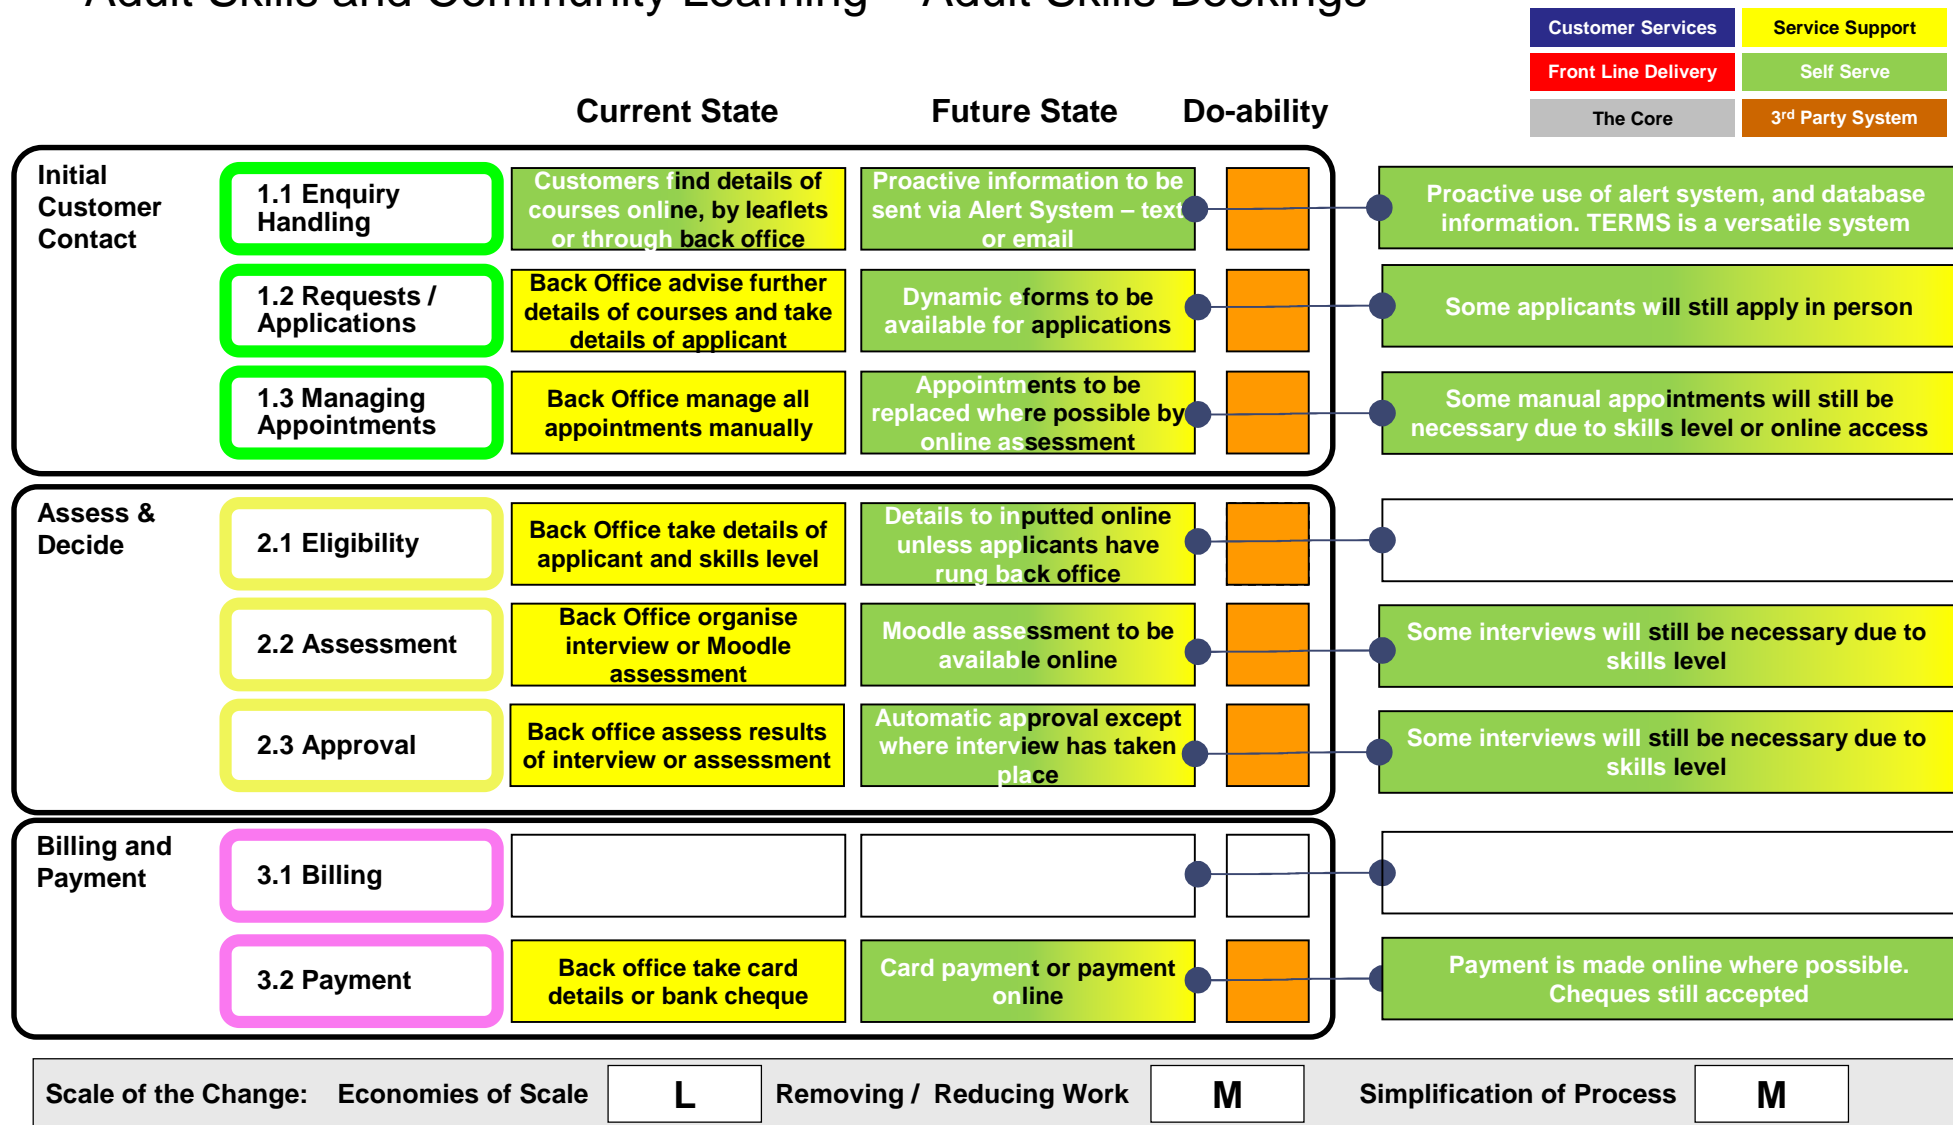 Adult Skills and Community Learning – Adult Skills Bookings
Customer Services
Service Support
Front Line Delivery
Self Serve
The Core
3rd Party System
Current State
Future State
Do-ability
Initial
Customer
Contact
1.1 Enquiry
Handling
Customers find details of
courses online, by leaflets
or through back office
Proactive information to be
sent via Alert System – text
or email
Proactive use of alert system, and database
information. TERMS is a versatile system
1.2 Requests /
Applications
Back Office advise further
details of courses and take
details of applicant
Dynamic eforms to be
available for applications
Some applicants will still apply in person
1.3 Managing
Appointments
Back Office manage all
appointments manually
Appointments to be
replaced where possible by
online assessment
Some manual appointments will still be
necessary due to skills level or online access
Assess &
Decide
2.1 Eligibility
Back Office take details of
applicant and skills level
Details to inputted online
unless applicants have
rung back office
2.2 Assessment
Back Office organise
interview or Moodle
assessment
Moodle assessment to be
available online
Some interviews will still be necessary due to
skills level
2.3 Approval
Back office assess results
of interview or assessment
Automatic approval except
where interview has taken
place
Some interviews will still be necessary due to
skills level
Billing and
Payment
3.1 Billing
3.2 Payment
Back office take card
details or bank cheque
Card payment or payment
online
Payment is made online where possible.
Cheques still accepted
Scale of the Change: Economies of Scale L Removing / Reducing Work M Simplification of Process M